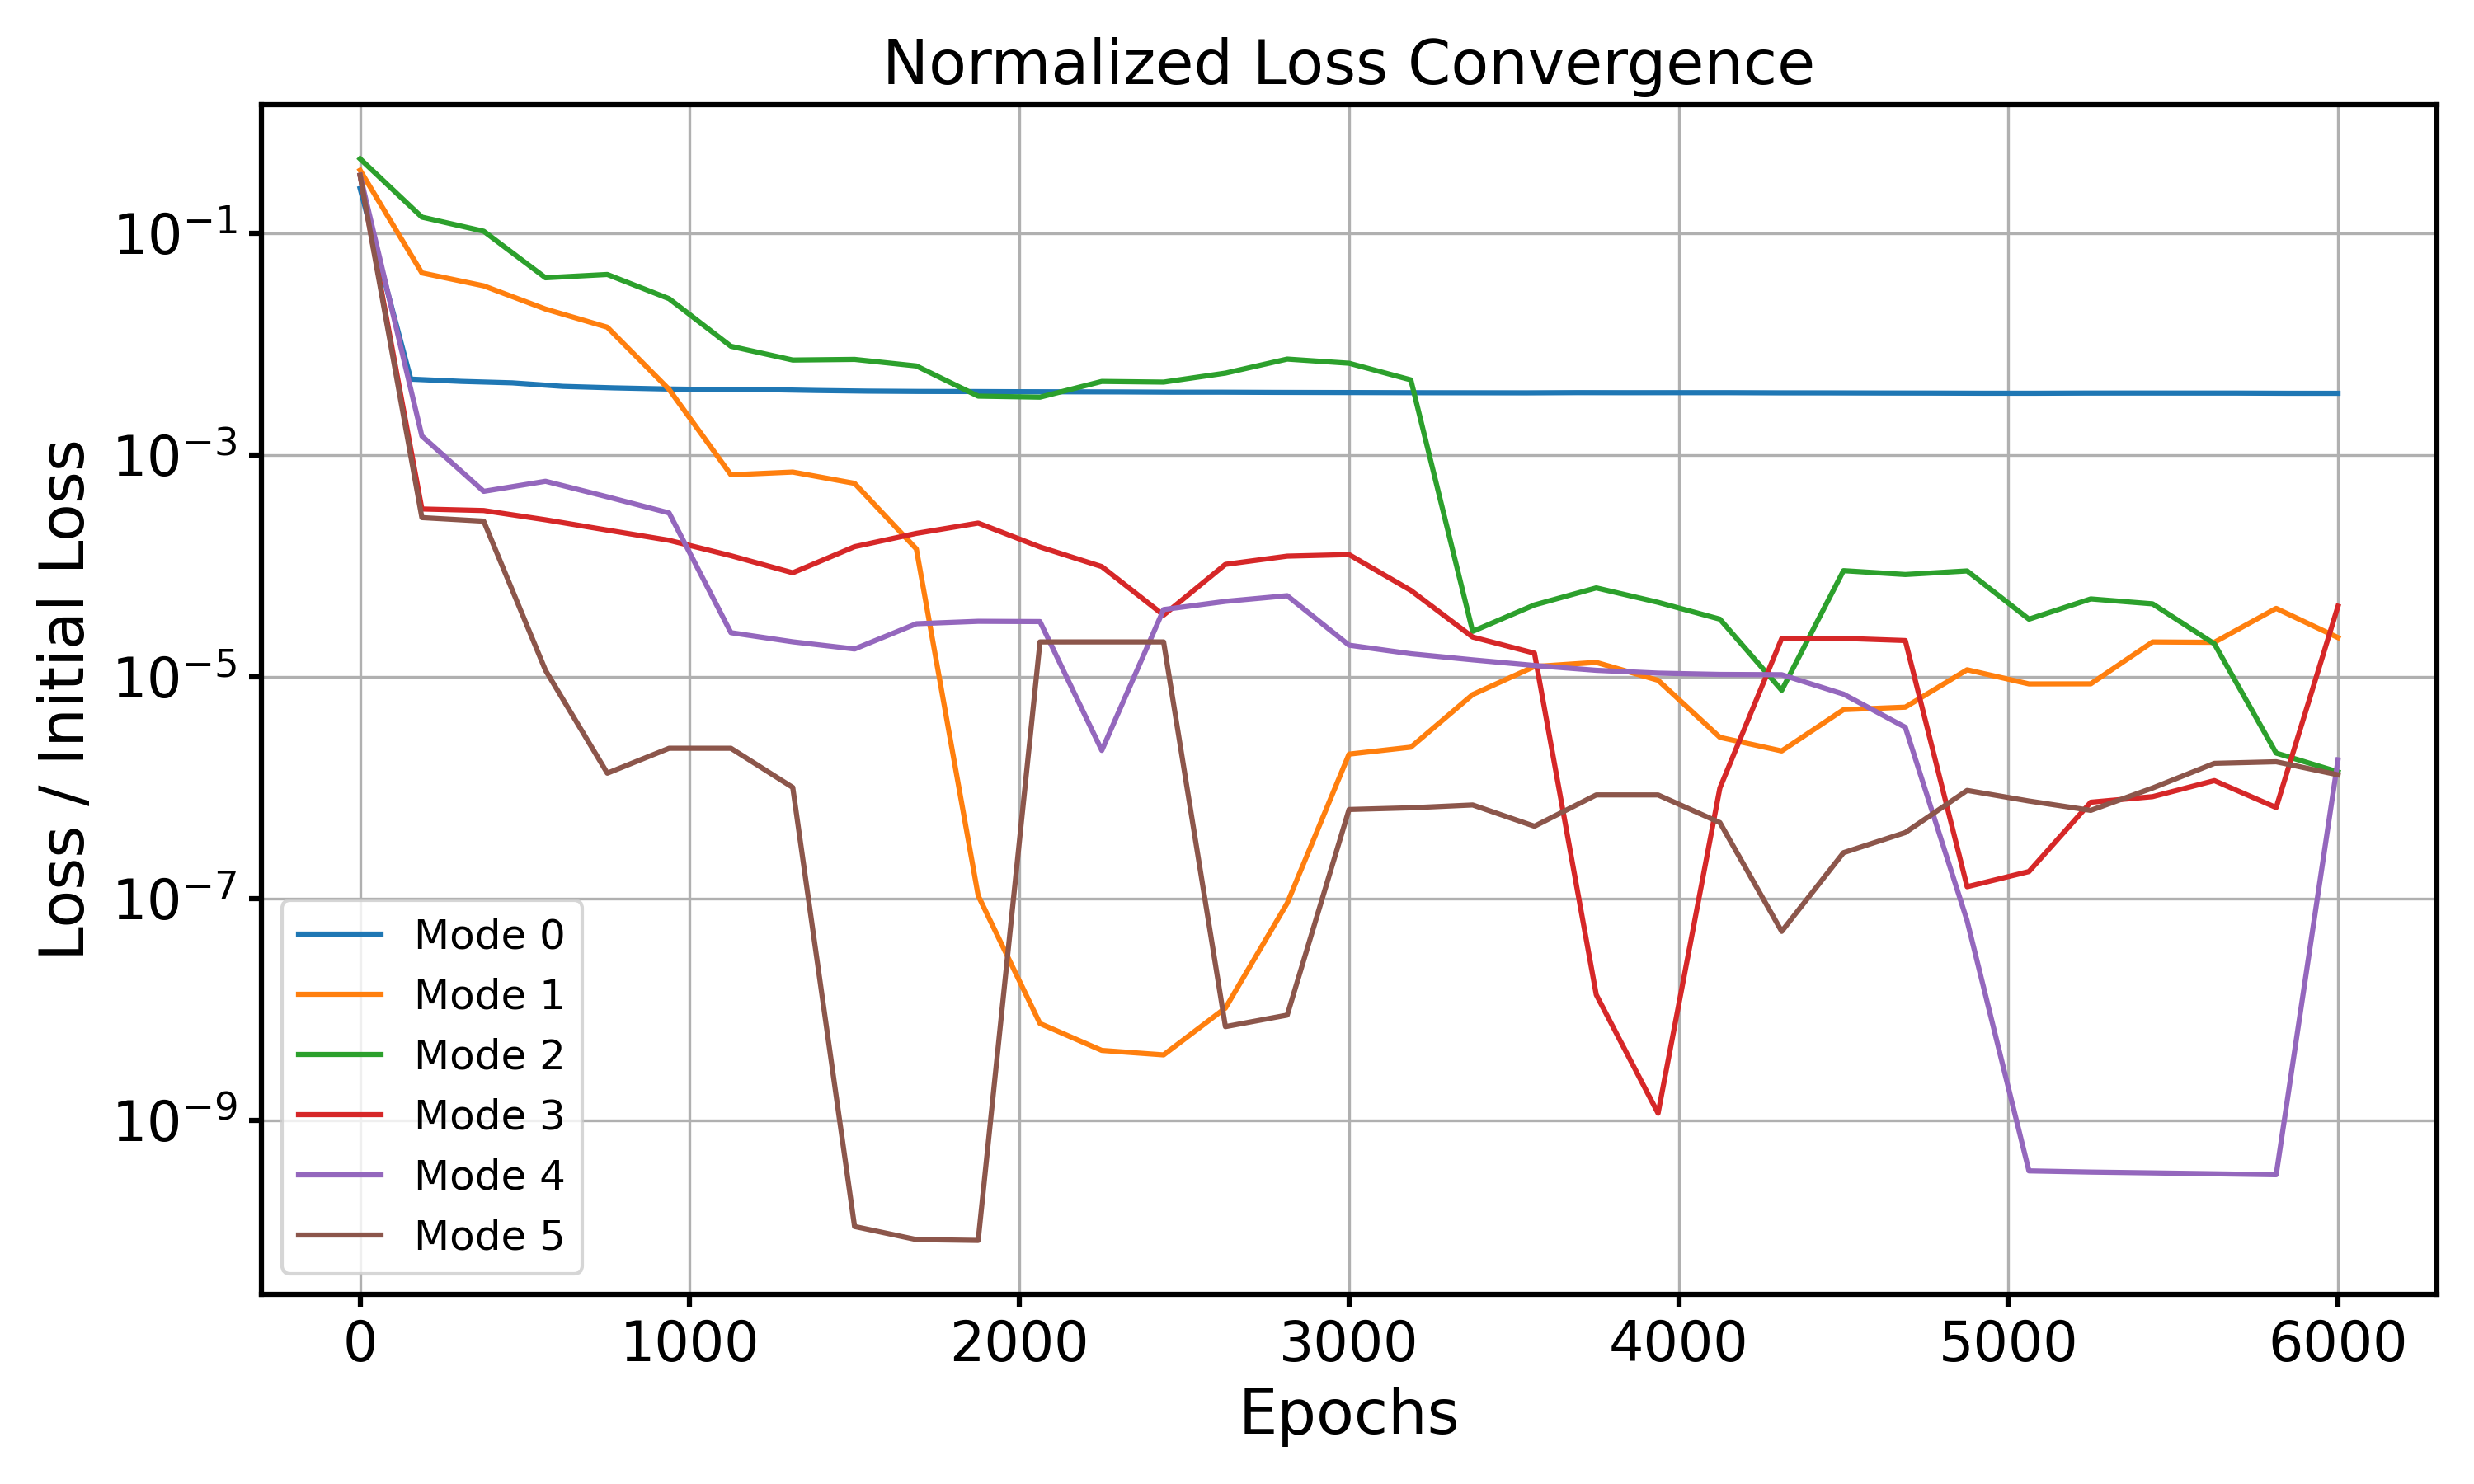 Normalized Loss Convergence
Loss / Initial Loss
10⁻¹
10⁻³
10⁻⁵
10⁻⁷
10⁻⁹
Mode 0
Mode 1
Mode 2
Mode 3
Mode 4
Mode 5
0 1000 2000 3000 4000 5000 6000
Epochs